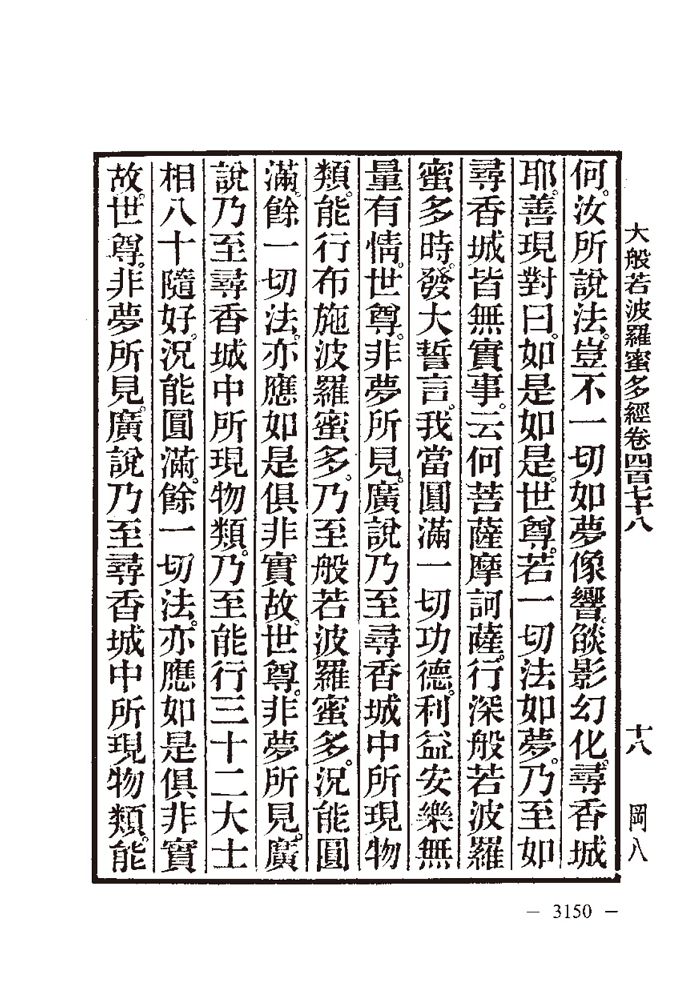 大般若波羅蜜多經卷四百七十八　十八　岡八
何。汝所說法。豈不一切如夢像響。燄影幻化。尋香城
耶。善現對曰。如是如是。世尊。若一切法如夢。乃至如
尋香城皆無實事。云何菩薩摩訶薩。行深般若波羅
蜜多時。發大誓言。我當圓滿一切功德。利益安樂無
量有情。世尊。非夢所見。廣說乃至尋香城中所現物
類。能行布施波羅蜜多。乃至般若波羅蜜多。況能圓
滿。餘一切法。亦應如是俱非實故。世尊。非夢所見。廣
說乃至尋香城中所現物類。乃至能行三十二大士
相八十隨好。況能圓滿。餘一切法。亦應如是俱非實
故。世尊。非夢所見。廣說乃至尋香城中所現物類。能
— 3150 —